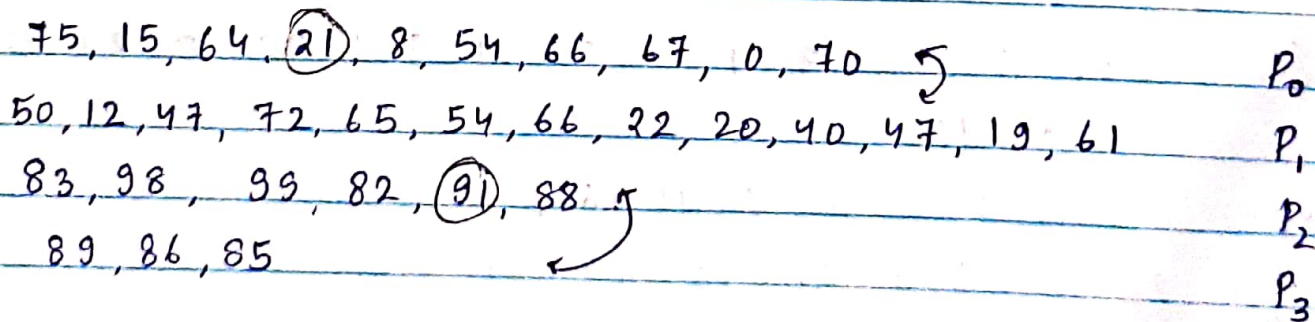 75, 15, 64, 21, 8, 54, 66, 67, 0, 70 P0
50, 12, 47, 72, 65, 54, 66, 22, 20, 40, 47, 19, 61 P1
83, 98, 99, 82, 91, 88 P2
89, 86, 85 P3